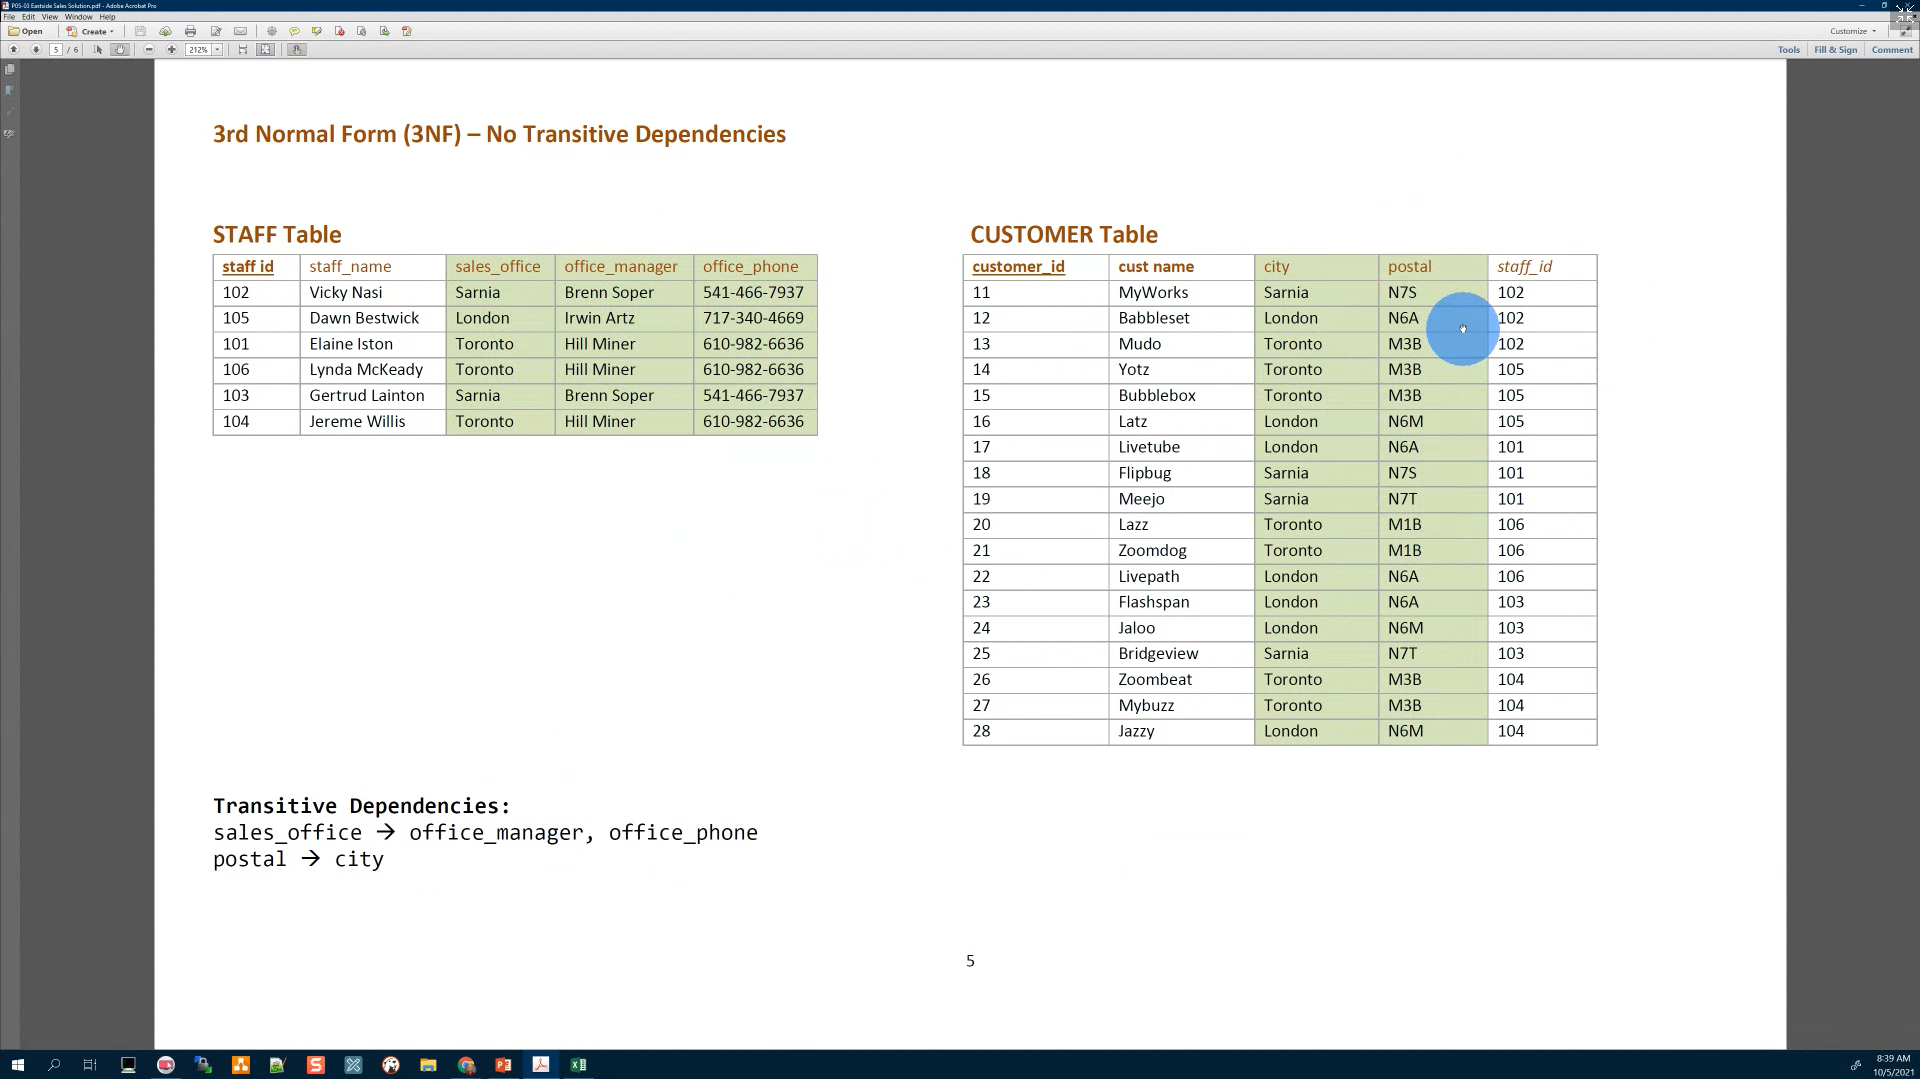 P05-03 Eastside Sales Solution.pdf - Adobe Acrobat Pro
File Edit View Window Help
Open Create Customize
5 / 6 212% Tools Fill & Sign Comment
3rd Normal Form (3NF) – No Transitive Dependencies
STAFF Table
staff id staff_name sales_office office_manager office_phone
102 Vicky Nasi Sarnia Brenn Soper 541-466-7937
105 Dawn Bestwick London Irwin Artz 717-340-4669
101 Elaine Iston Toronto Hill Miner 610-982-6636
106 Lynda McKeady Toronto Hill Miner 610-982-6636
103 Gertrud Lainton Sarnia Brenn Soper 541-466-7937
104 Jereme Willis Toronto Hill Miner 610-982-6636
CUSTOMER Table
customer_id cust name city postal staff_id
11 MyWorks Sarnia N7S 102
12 Babbleset London N6A 102
13 Mudo Toronto M3B 102
14 Yotz Toronto M3B 105
15 Bubblebox Toronto M3B 105
16 Latz London N6M 105
17 Livetube London N6A 101
18 Flipbug Sarnia N7S 101
19 Meejo Sarnia N7T 101
20 Lazz Toronto M1B 106
21 Zoomdog Toronto M1B 106
22 Livepath London N6A 106
23 Flashspan London N6A 103
24 Jaloo London N6M 103
25 Bridgeview Sarnia N7T 103
26 Zoombeat Toronto M3B 104
27 Mybuzz Toronto M3B 104
28 Jazzy London N6M 104
Transitive Dependencies:
sales_office → office_manager, office_phone
postal → city
5
8:39 AM
10/5/2021